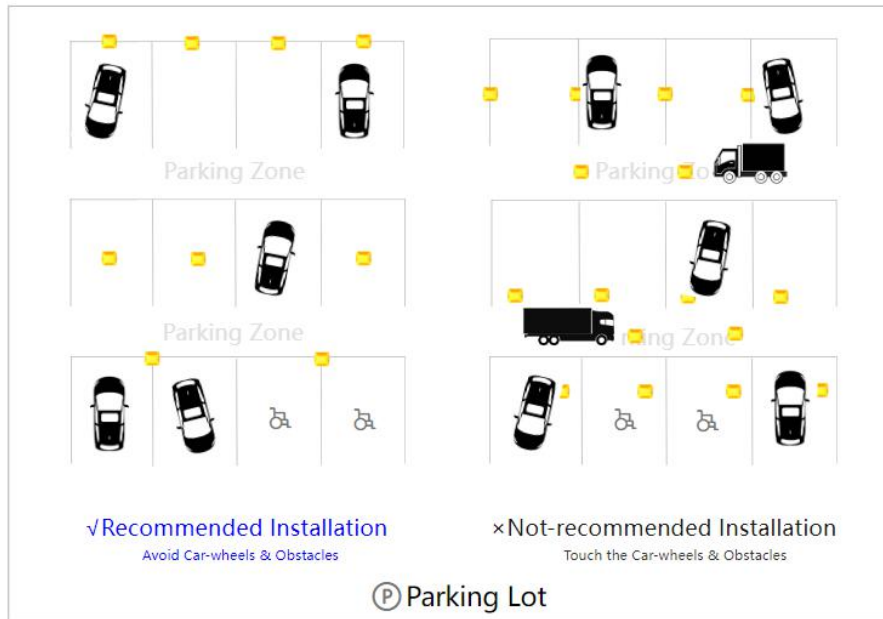 Parking Zone
Parking Zo
Parking Zone
rking Zone
√Recommended Installation
Avoid Car-wheels & Obstacles
×Not-recommended Installation
Touch the Car-wheels & Obstacles
P Parking Lot